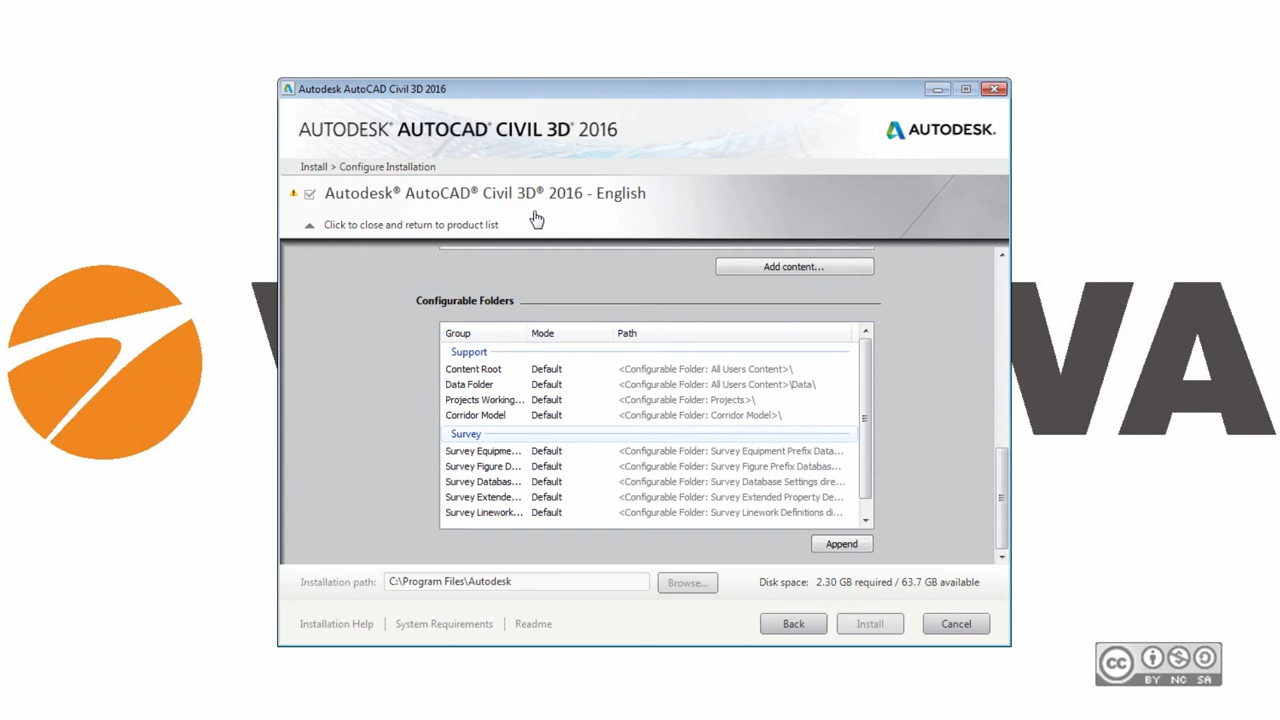 Autodesk AutoCAD Civil 3D 2016
AUTODESK® AUTOCAD® CIVIL 3D® 2016
AUTODESK.
Install > Configure Installation
Autodesk® AutoCAD® Civil 3D® 2016 - English
Click to close and return to product list
Add content...
Configurable Folders
Group Mode Path
Support
Content Root Default <Configurable Folder: All Users Content>\
Data Folder Default <Configurable Folder: All Users Content>\Data\
Projects Working... Default <Configurable Folder: Projects>\
Corridor Model Default <Configurable Folder: Corridor Model>\
Survey
Survey Equipme... Default <Configurable Folder: Survey Equipment Prefix Data...
Survey Figure D... Default <Configurable Folder: Survey Figure Prefix Databas...
Survey Databas... Default <Configurable Folder: Survey Database Settings dire...
Survey Extende... Default <Configurable Folder: Survey Extended Property De...
Survey Linework... Default <Configurable Folder: Survey Linework Definitions di...
Append
Installation path: C:\Program Files\Autodesk Browse... Disk space: 2.30 GB required / 63.7 GB available
Installation Help System Requirements Readme Back Install Cancel
cc BY NC SA